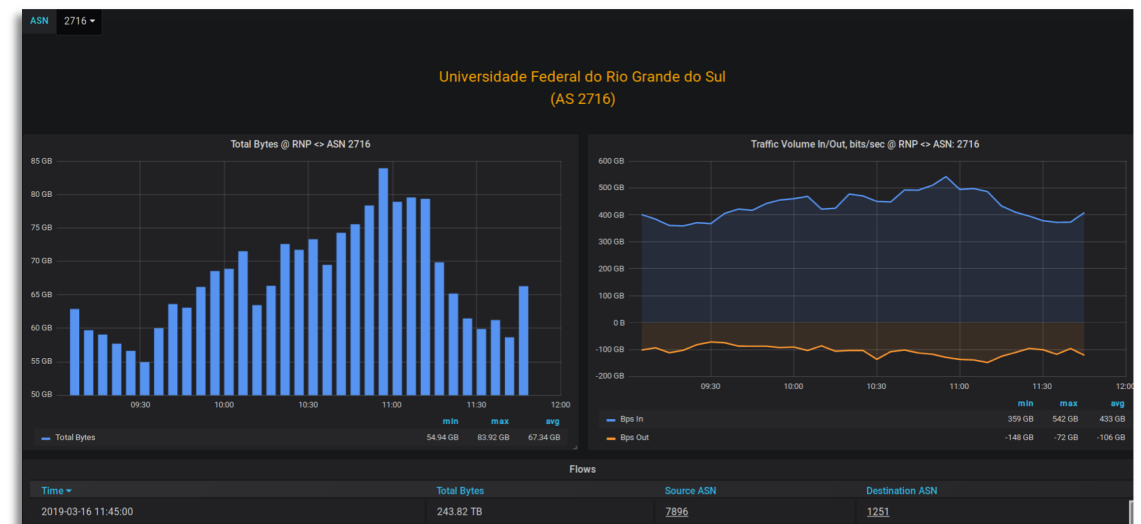 ASN 2716
Universidade Federal do Rio Grande do Sul
(AS 2716)
Total Bytes @ RNP <> ASN 2716
85 GB
80 GB
75 GB
70 GB
65 GB
60 GB
55 GB
50 GB
09:30 10:00 10:30 11:00 11:30 12:00
min max avg
Total Bytes 54.94 GB 83.92 GB 67.34 GB
Traffic Volume In/Out, bits/sec @ RNP <> ASN: 2716
600 GB
500 GB
400 GB
300 GB
200 GB
100 GB
0 B
-100 GB
-200 GB
09:30 10:00 10:30 11:00 11:30 12:00
min max avg
Bps In 359 GB 542 GB 433 GB
Bps Out -148 GB -72 GB -106 GB
Flows
Time Total Bytes Source ASN Destination ASN
2019-03-16 11:45:00 243.82 TB 7896 1251